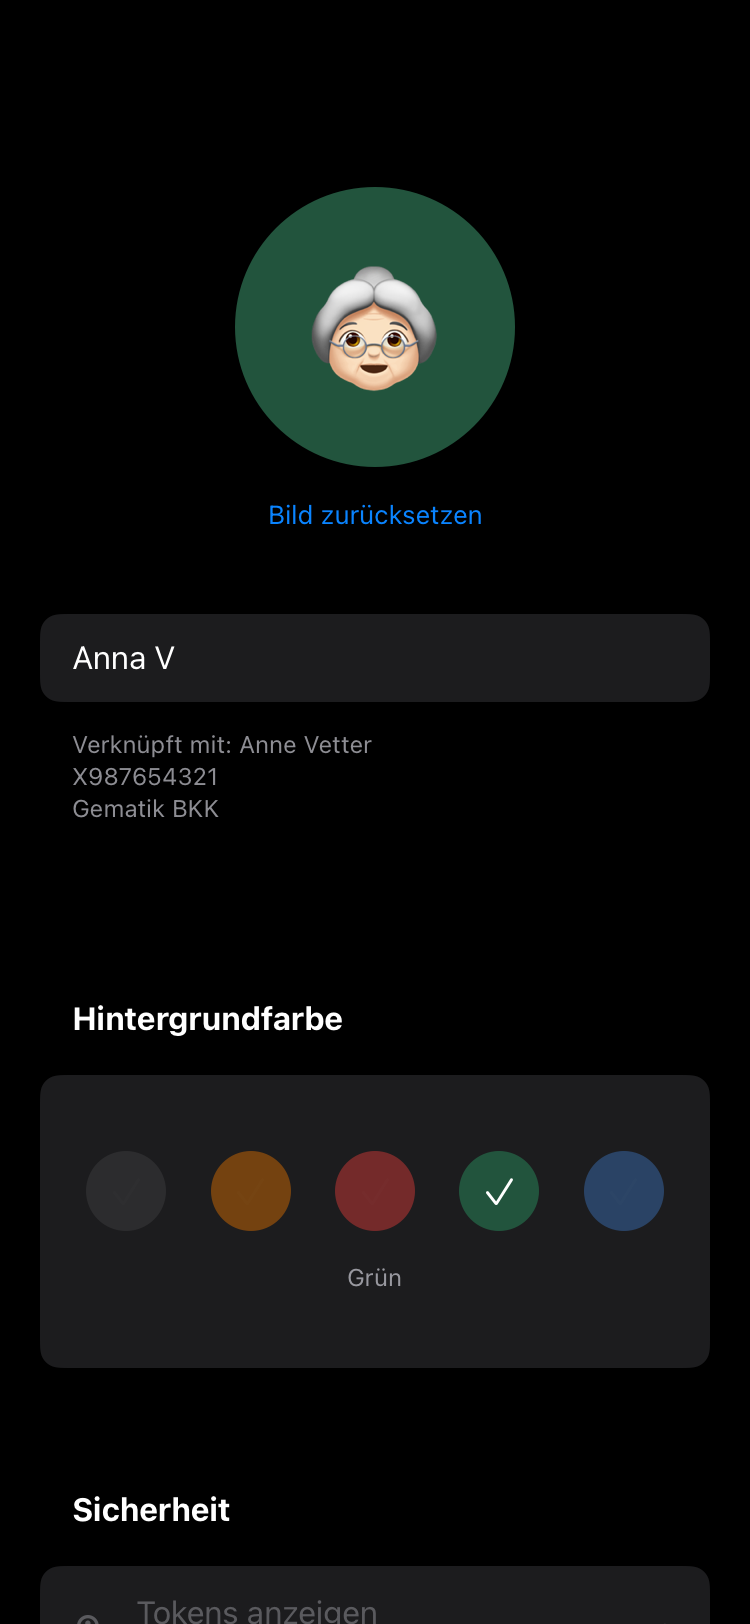 Bild zurücksetzen
Anna V
Verknüpft mit: Anne Vetter
X987654321
Gematik BKK
Hintergrundfarbe
Grün
Sicherheit
Tokens anzeigen